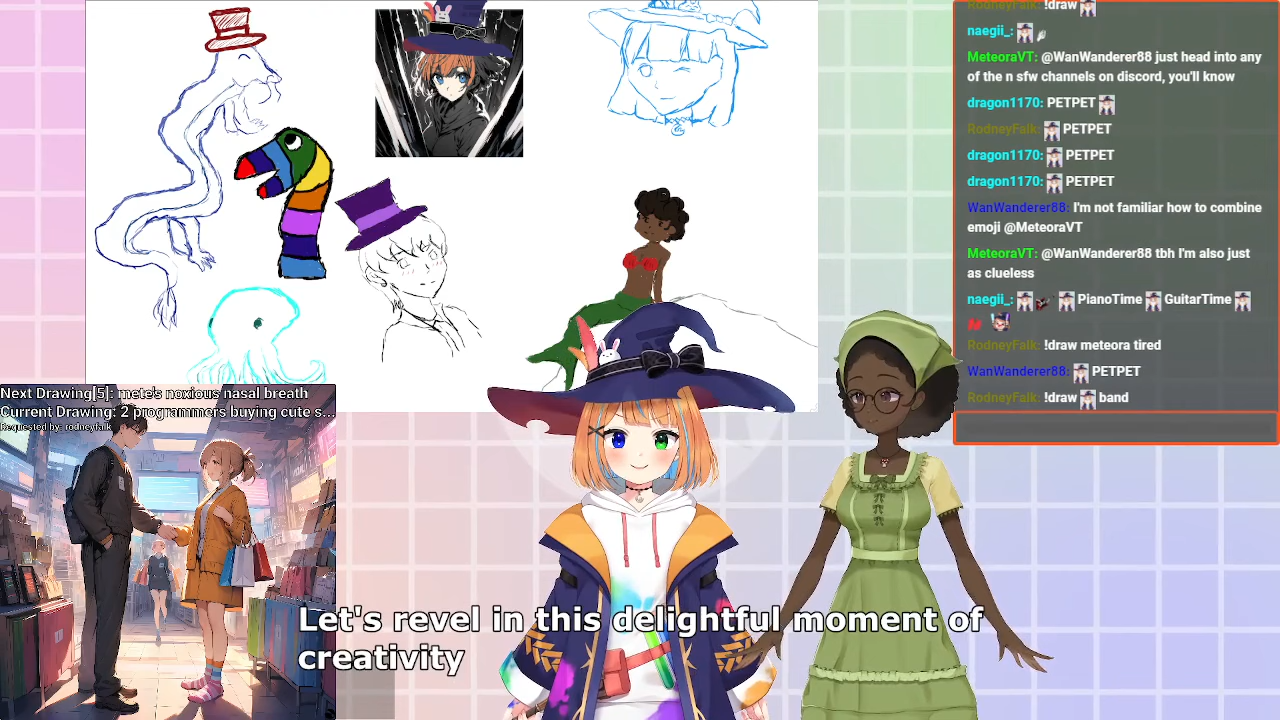 Next Drawing[5]: mete's noxious nasal breath
Current Drawing: 2 programmers buying cute s...
Requested by: rodneyfalk
Let's revel in this delightful moment of
creativity
RodneyFalk: !draw
naegii_:
MeteoraVT: @WanWanderer88 just head into any
of the n sfw channels on discord, you'll know
dragon1170: PETPET
RodneyFalk: PETPET
dragon1170: PETPET
dragon1170: PETPET
WanWanderer88: I'm not familiar how to combine
emoji @MeteoraVT
MeteoraVT: @WanWanderer88 tbh I'm also just
as clueless
naegii_: PianoTime GuitarTime
RodneyFalk: !draw meteora tired
WanWanderer88: PETPET
RodneyFalk: !draw band